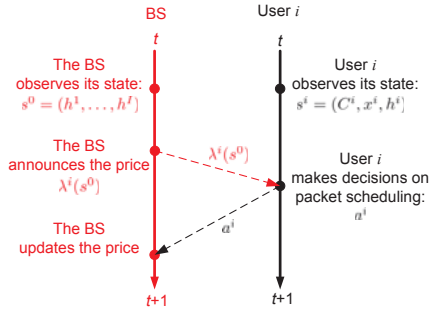 BS
User i
t
t
The BS
observes its state:
s⁰ = (h¹, . . . , hᴵ)
User i
observes its state:
sⁱ = (Cⁱ, xⁱ, hⁱ)
The BS
announces the price
λⁱ(s⁰)
λⁱ(s⁰)
User i
makes decisions on
packet scheduling:
aⁱ
aⁱ
The BS
updates the price
t+1
t+1